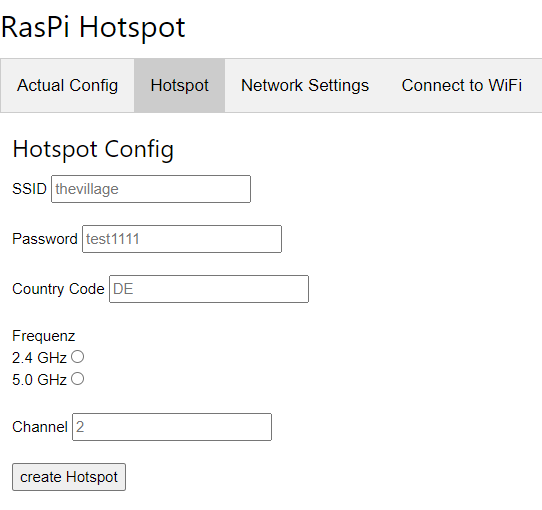 RasPi Hotspot
Actual Config Hotspot Network Settings Connect to WiFi
Hotspot Config
SSID thevillage
Password test1111
Country Code DE
Frequenz
2.4 GHz
5.0 GHz
Channel 2
create Hotspot